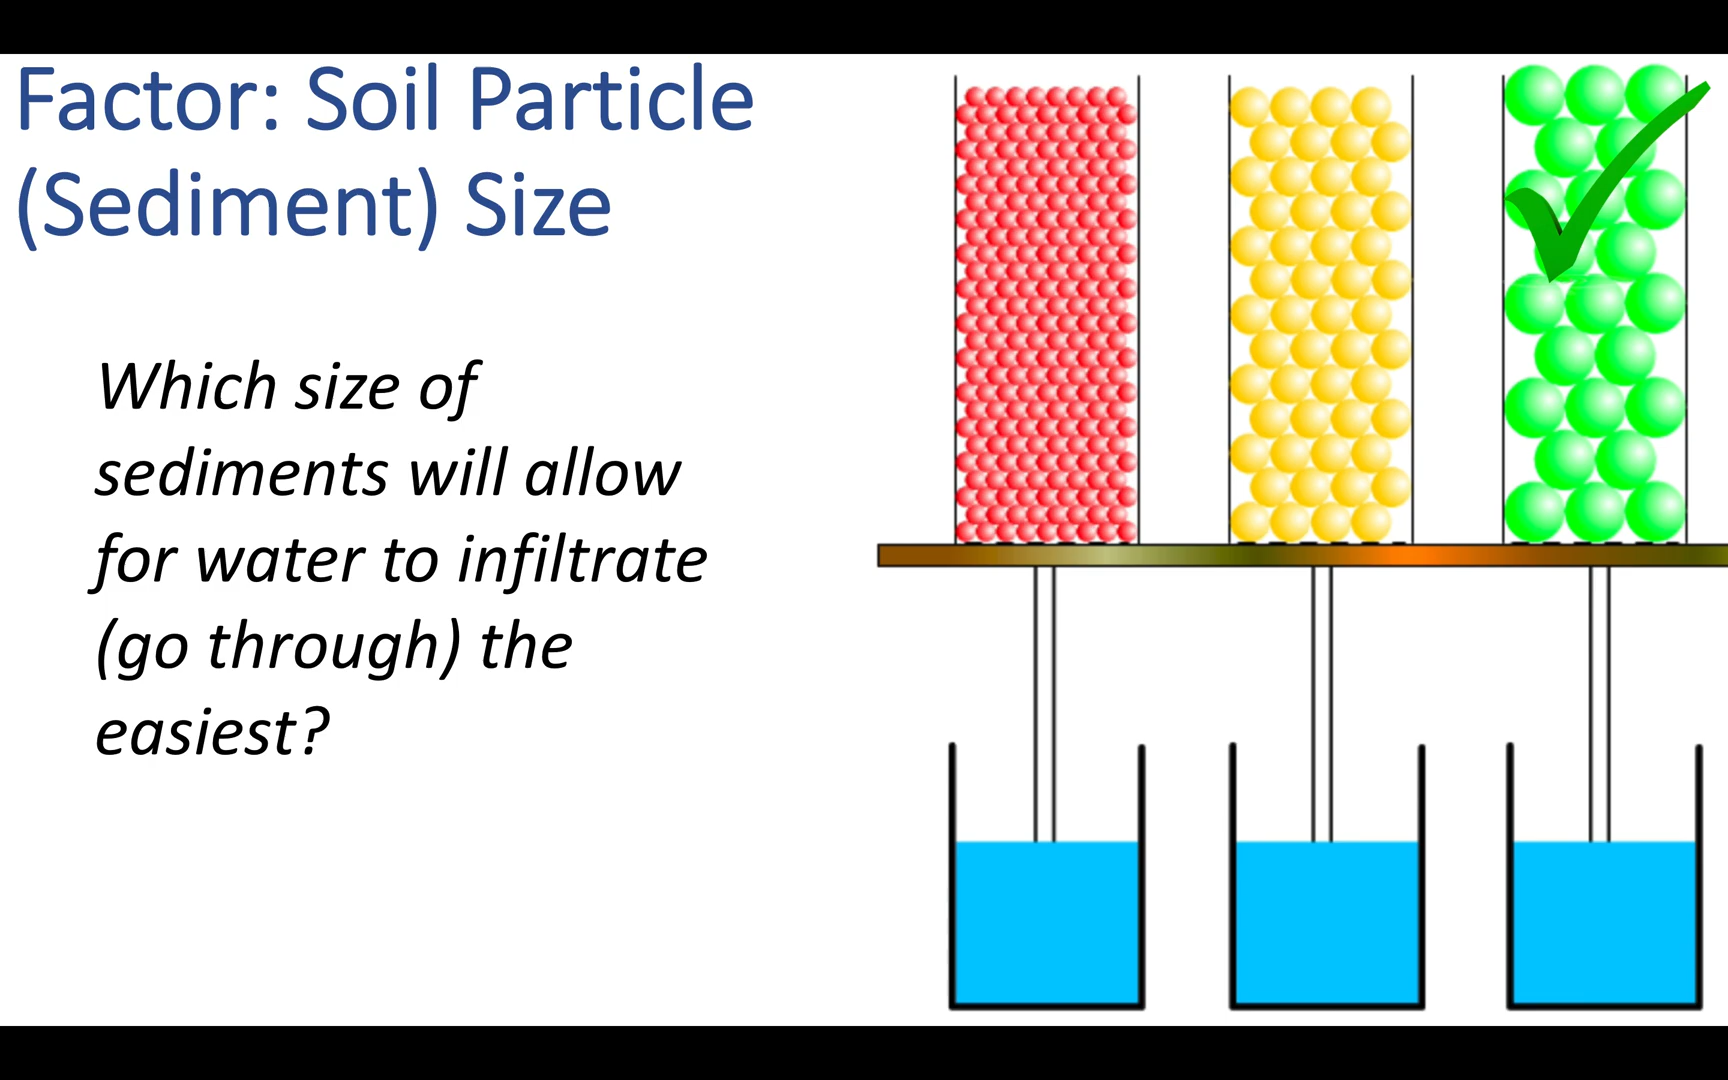 Factor: Soil Particle
(Sediment) Size
Which size of
sediments will allow
for water to infiltrate
(go through) the
easiest?